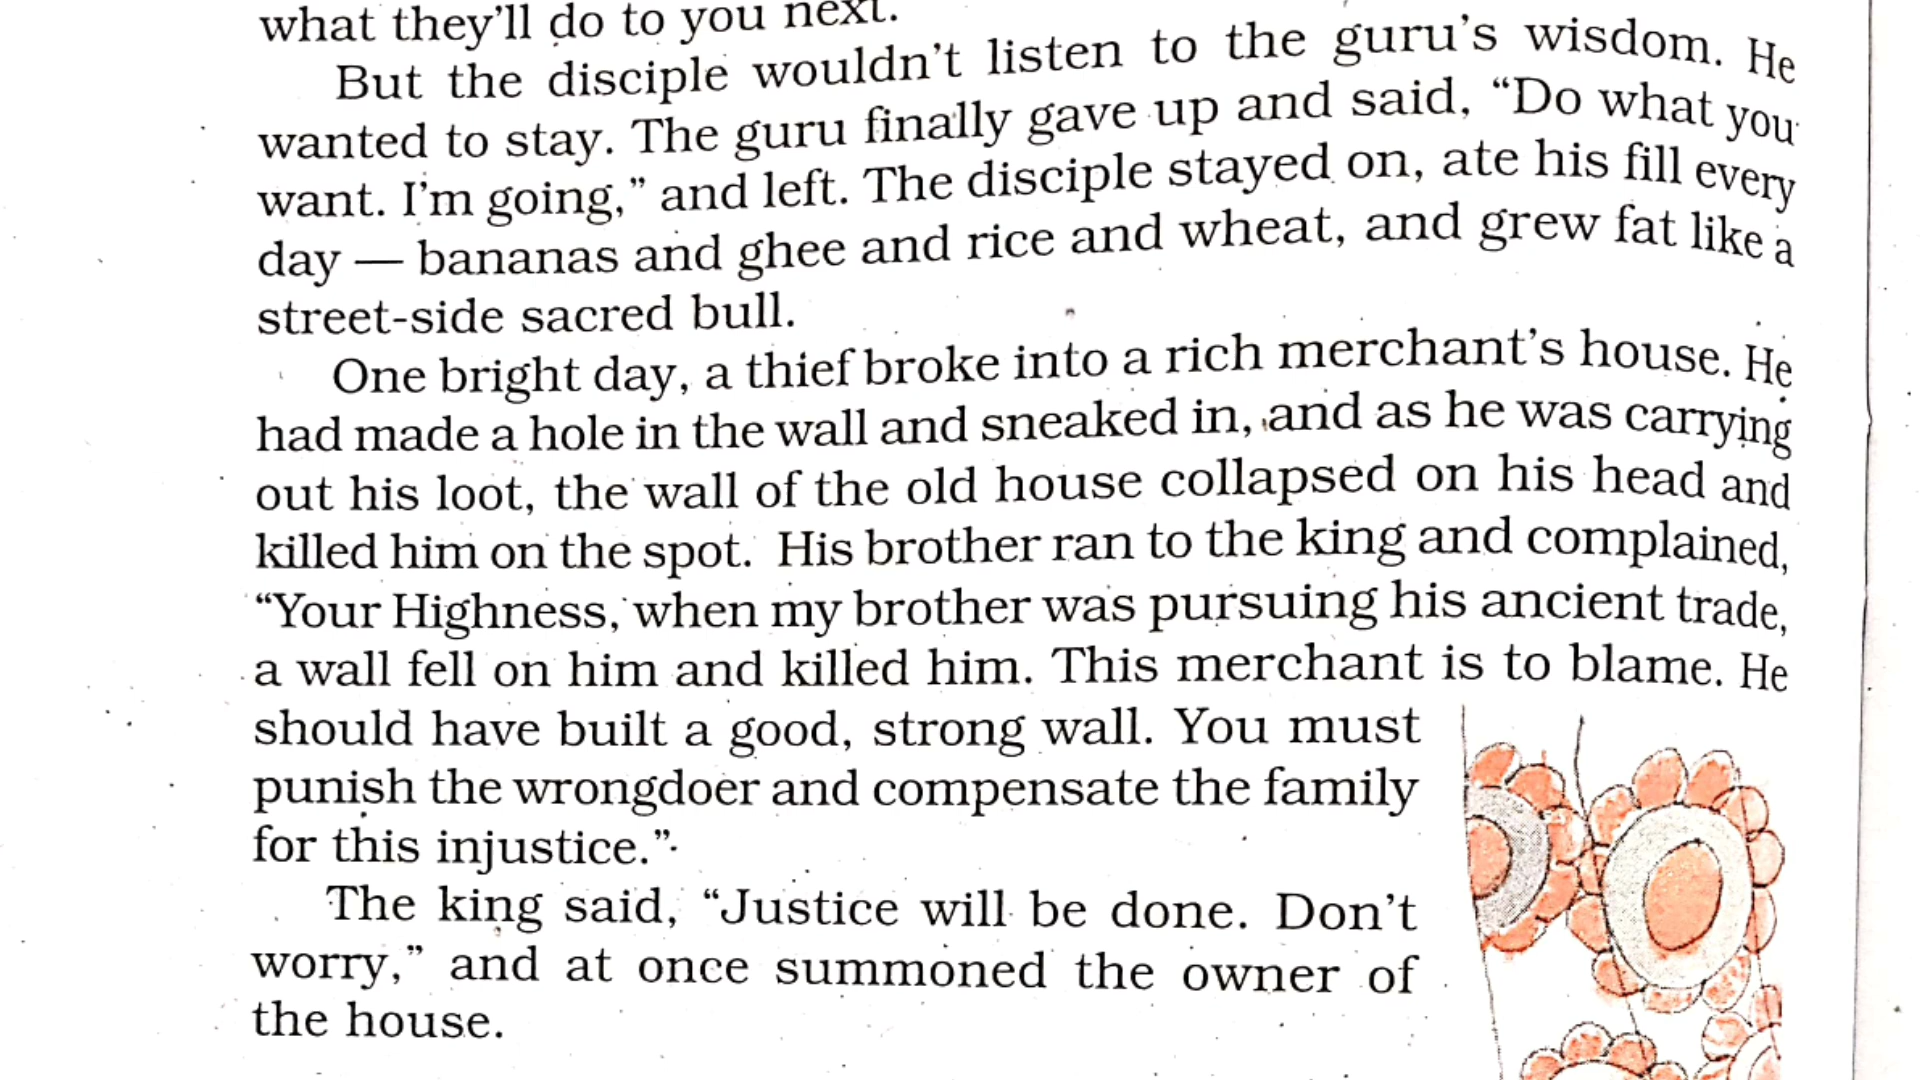 what they'll do to you next.
But the disciple wouldn't listen to the guru's wisdom. He
wanted to stay. The guru finally gave up and said, “Do what you
want. I'm going,” and left. The disciple stayed on, ate his fill every
day — bananas and ghee and rice and wheat, and grew fat like a
street-side sacred bull.
One bright day, a thief broke into a rich merchant's house. He
had made a hole in the wall and sneaked in, and as he was carrying
out his loot, the wall of the old house collapsed on his head and
killed him on the spot. His brother ran to the king and complained,
“Your Highness, when my brother was pursuing his ancient trade,
a wall fell on him and killed him. This merchant is to blame. He
should have built a good, strong wall. You must
punish the wrongdoer and compensate the family
for this injustice.”
The king said, “Justice will be done. Don't
worry,” and at once summoned the owner of
the house.